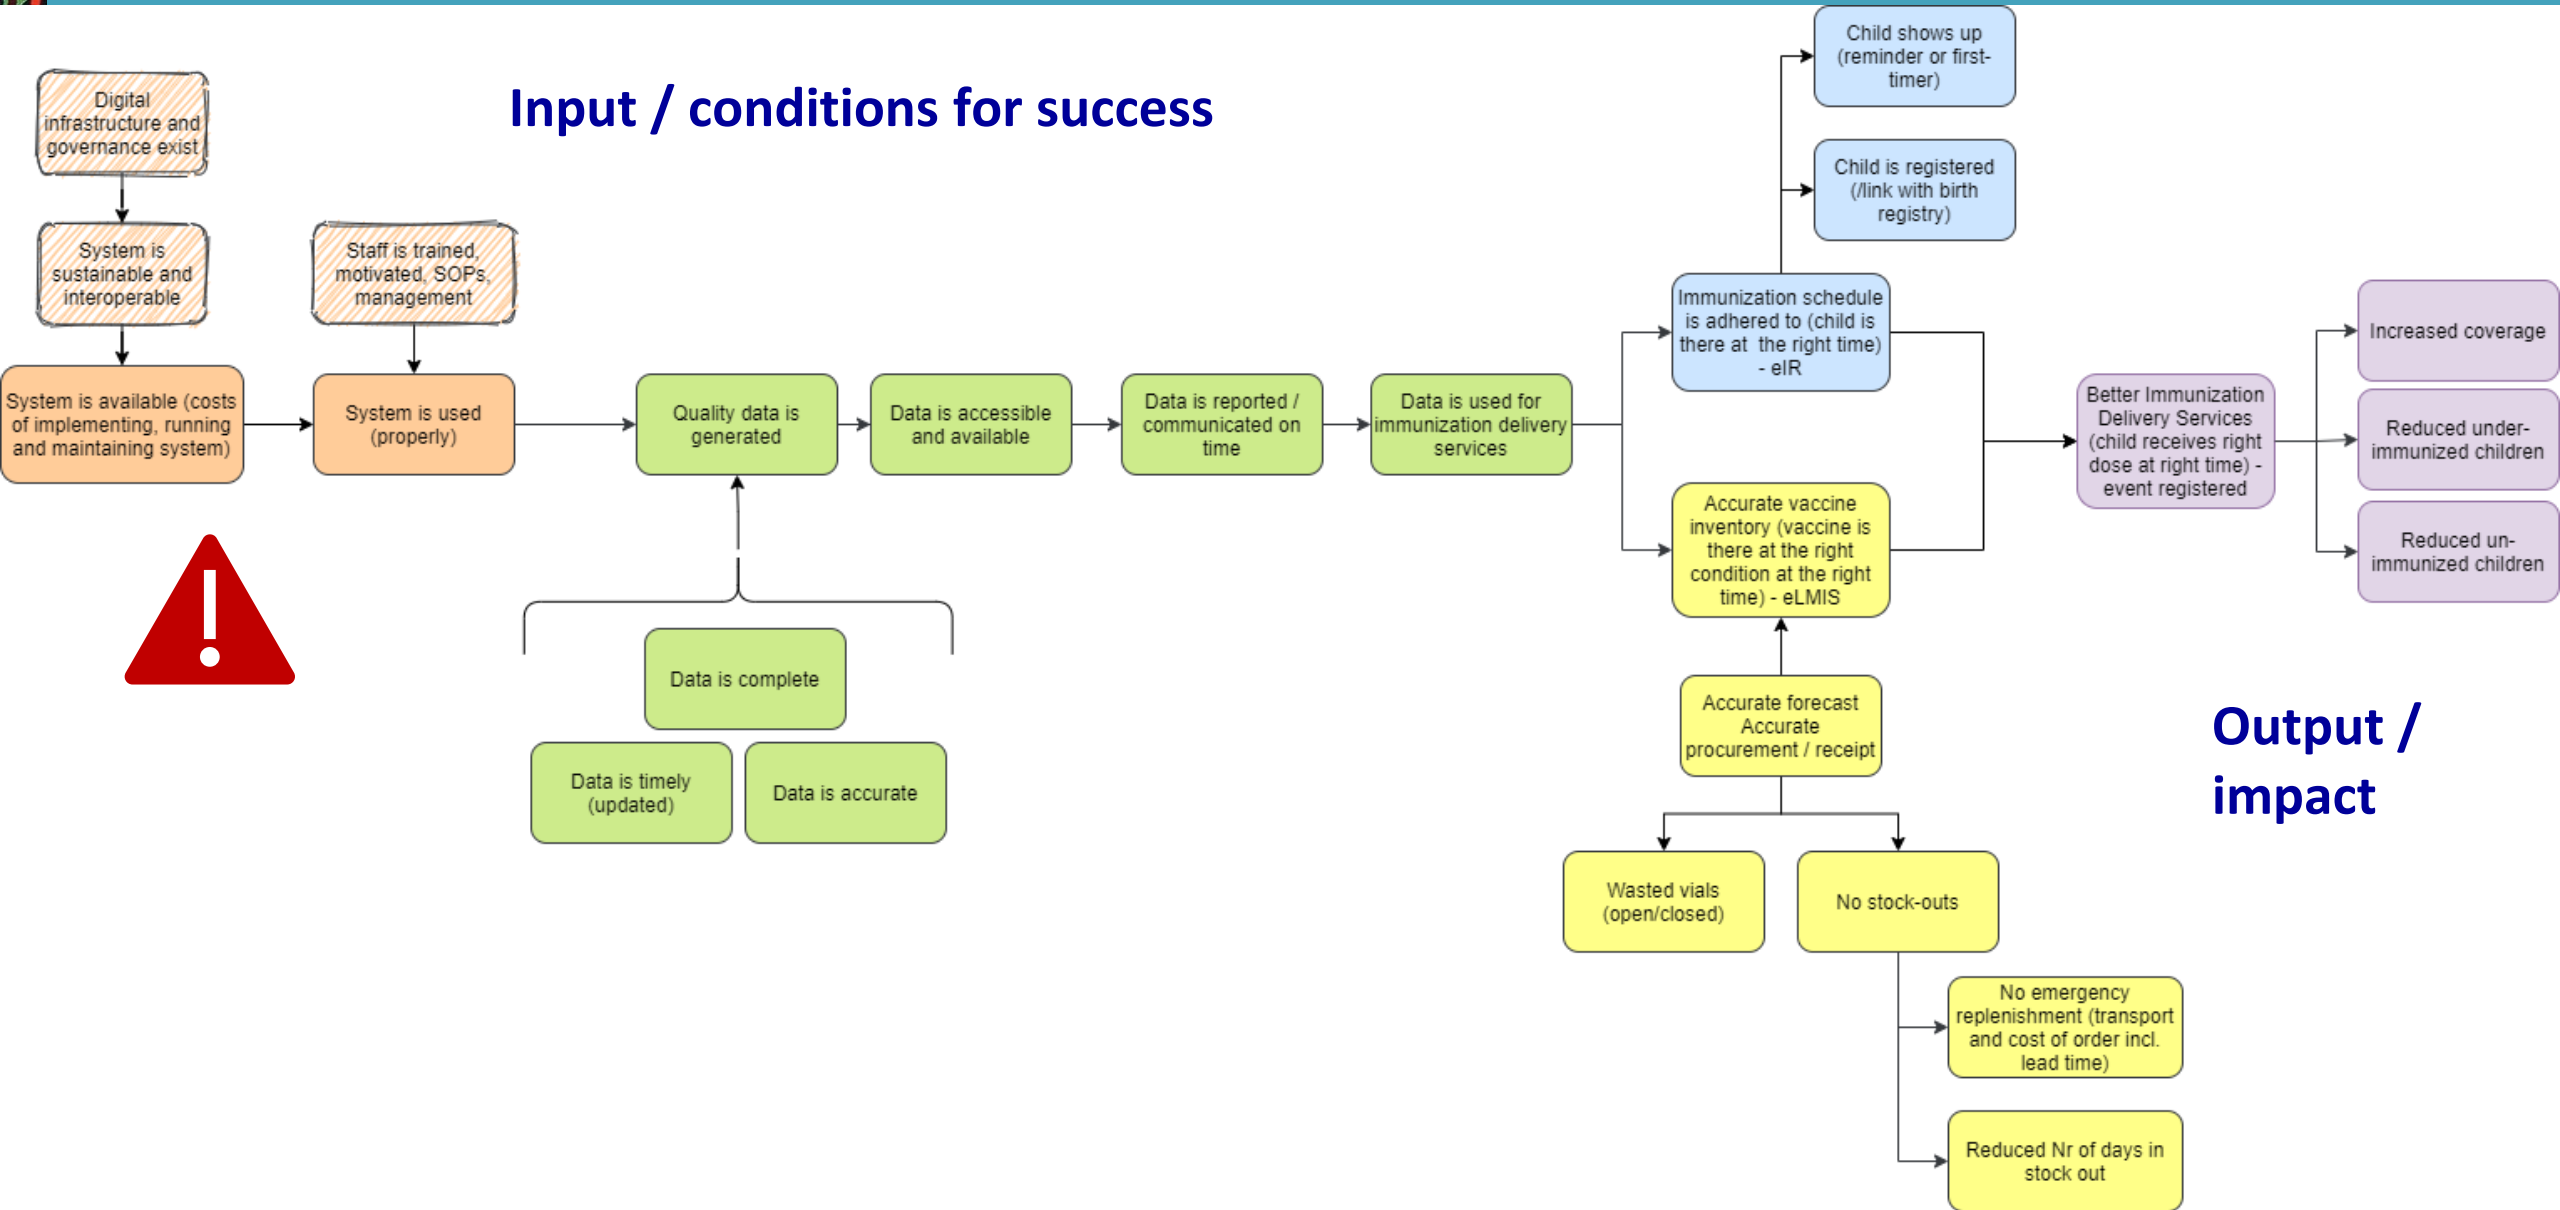 Input / conditions for success
Digital
infrastructure and
governance exist
System is
sustainable and
interoperable
System is available (costs
of implementing, running
and maintaining system)
Staff is trained,
motivated, SOPs,
management
System is used
(properly)
Quality data is
generated
Data is complete
Data is timely
(updated)
Data is accurate
Data is accessible
and available
Data is reported /
communicated on
time
Data is used for
immunization delivery
services
Child shows up
(reminder or first-
timer)
Child is registered
(/link with birth
registry)
Immunization schedule
is adhered to (child is
there at the right time)
- eIR
Accurate vaccine
inventory (vaccine is
there at the right
condition at the right
time) - eLMIS
Accurate forecast
Accurate
procurement / receipt
Wasted vials
(open/closed)
No stock-outs
No emergency
replenishment (transport
and cost of order incl.
lead time)
Reduced Nr of days in
stock out
Better Immunization
Delivery Services
(child receives right
dose at right time) -
event registered
Increased coverage
Reduced under-
immunized children
Reduced un-
immunized children
Output /
impact